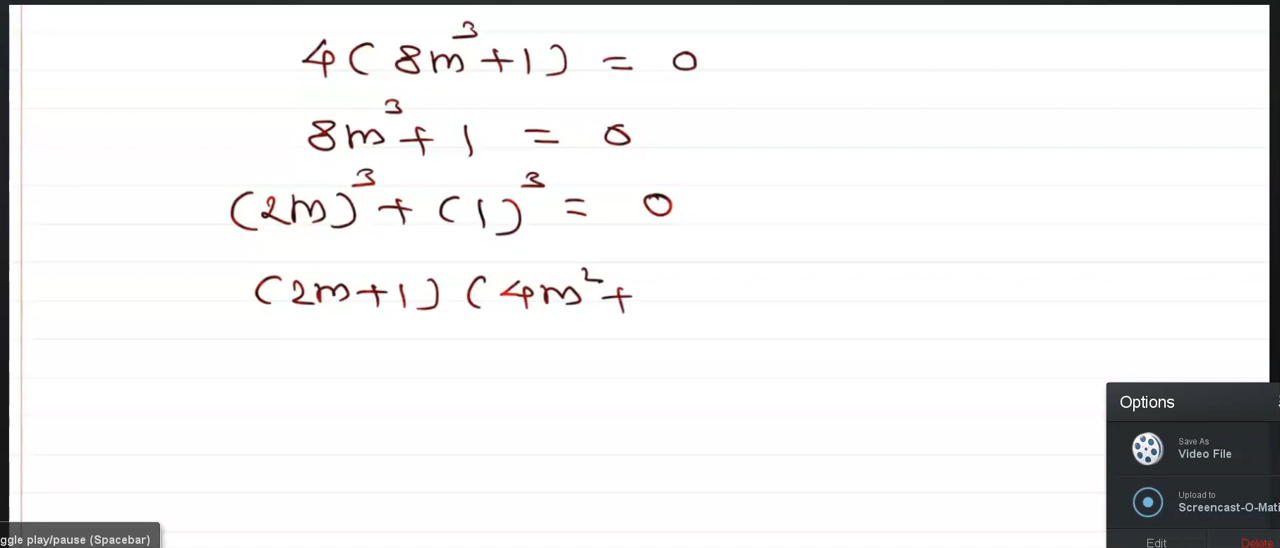 4(8m³+1) = 0
8m³+1 = 0
(2m)³+(1)³ = 0
(2m+1)(4m²+
Options
Save As
Video File
Upload to
Screencast-O-Mati
Edit Delete
ggle play/pause (Spacebar)